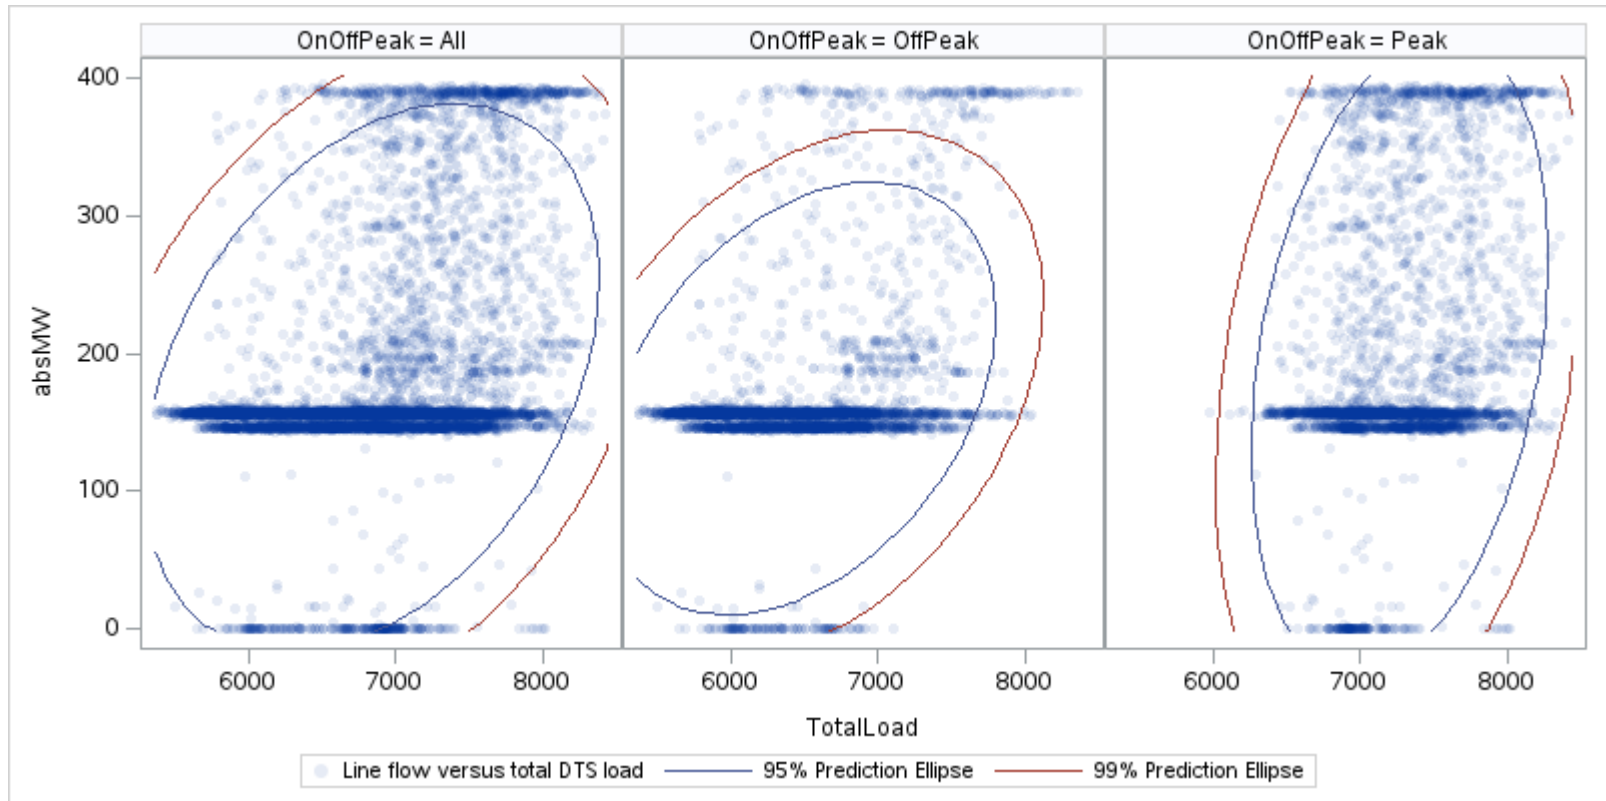 OnOffPeak = All
OnOffPeak = OffPeak
OnOffPeak = Peak
400
300
200
100
0
absMW
6000
7000
8000
6000
7000
8000
6000
7000
8000
TotalLoad
Line flow versus total DTS load
95% Prediction Ellipse
99% Prediction Ellipse